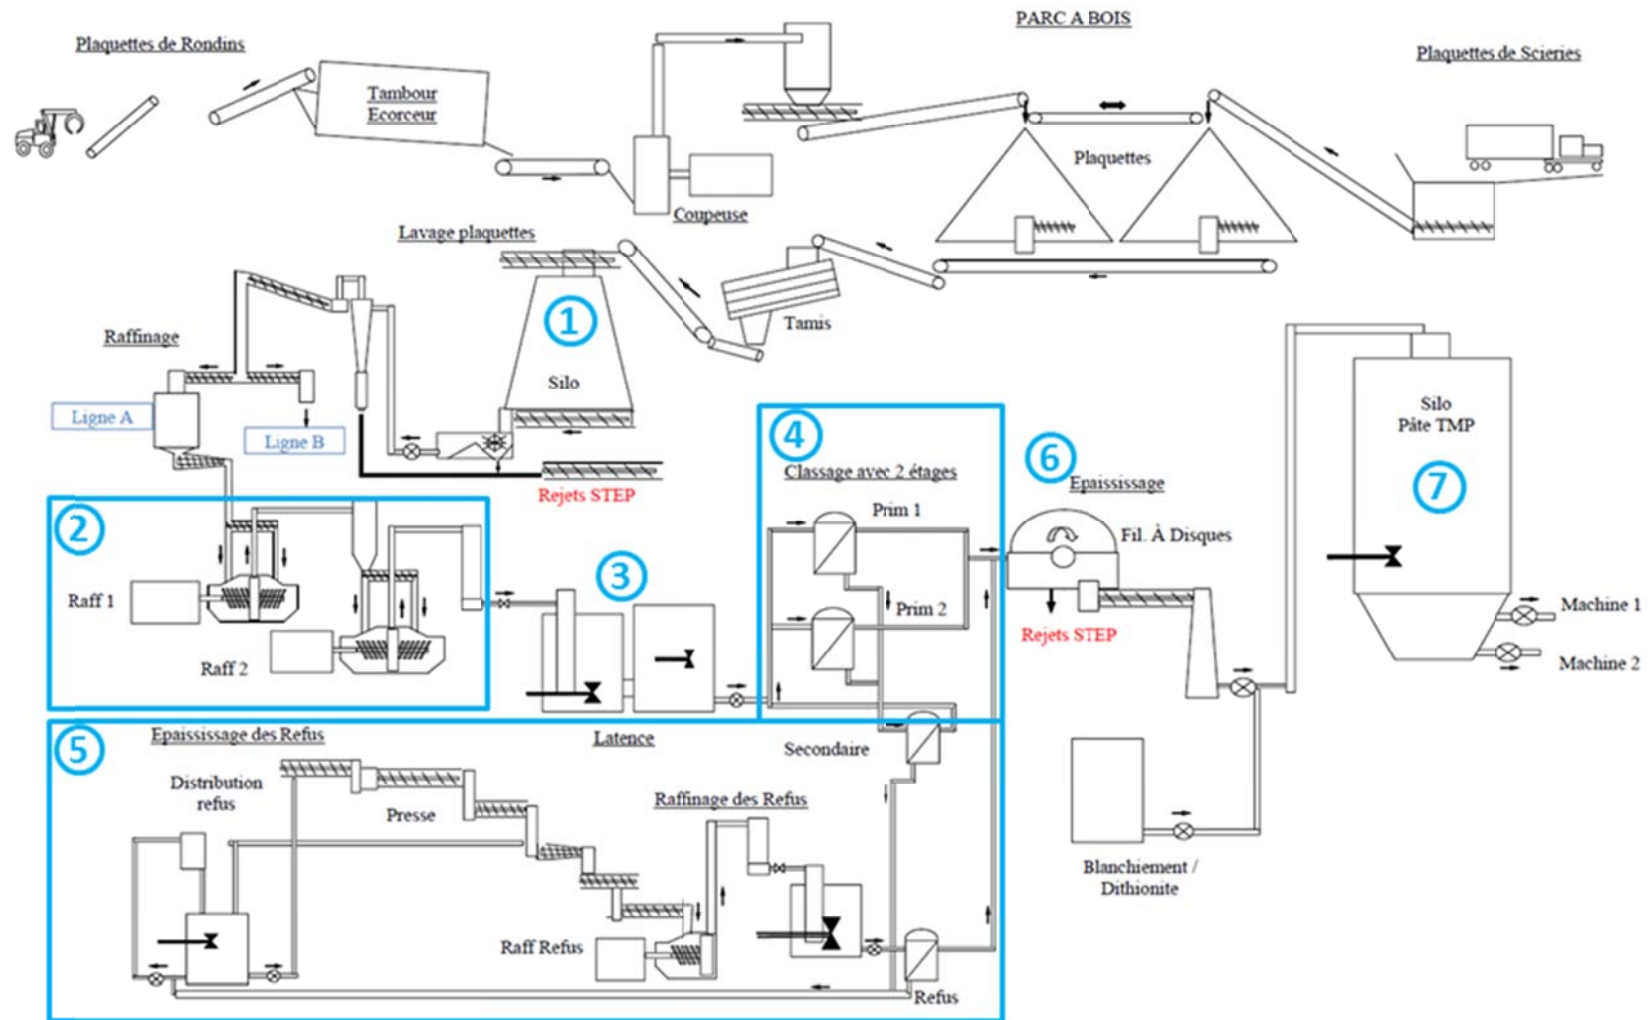 PARC A BOIS
Plaquettes de Rondins
Plaquettes de Scieries
Tambour
Ecorceur
Plaquettes
Coupeuse
Lavage plaquettes
1
Tamis
Raffinage
Silo
Silo
Pâte TMP
Ligne A
Ligne B
4
6
7
Classage avec 2 étages
Epaississage
Rejets STEP
2
Prim 1
Fil. À Disques
3
Raff 1
Prim 2
Machine 1
Rejets STEP
Raff 2
Machine 2
5
Epaississage des Refus
Latence
Secondaire
Distribution
refus
Presse
Raffinage des Refus
Blanchiement /
Dithionite
Raff Refus
Refus